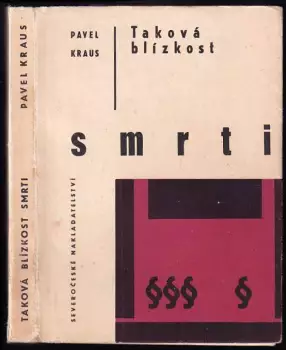 PAVEL KRAUS
TAKOVÁ BLÍZKOST SMRTI
PAVEL
KRAUS
Taková
blízkost
smrti
SEVEROČESKÉ NAKLADATELSTVÍ
§§§ §